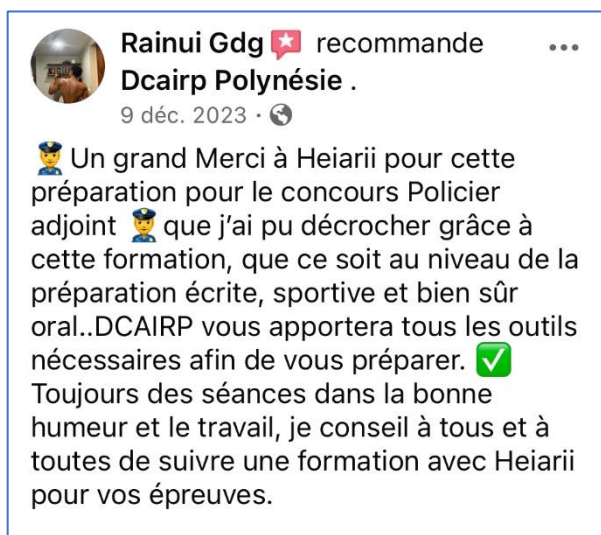 Rainui Gdg recommande
Dcairp Polynésie .
9 déc. 2023 ·
👮Un grand Merci à Heiarii pour cette
préparation pour le concours Policier
adjoint 👮 que j'ai pu décrocher grâce à
cette formation, que ce soit au niveau de la
préparation écrite, sportive et bien sûr
oral..DCAIRP vous apportera tous les outils
nécessaires afin de vous préparer. ✅
Toujours des séances dans la bonne
humeur et le travail, je conseil à tous et à
toutes de suivre une formation avec Heiarii
pour vos épreuves.